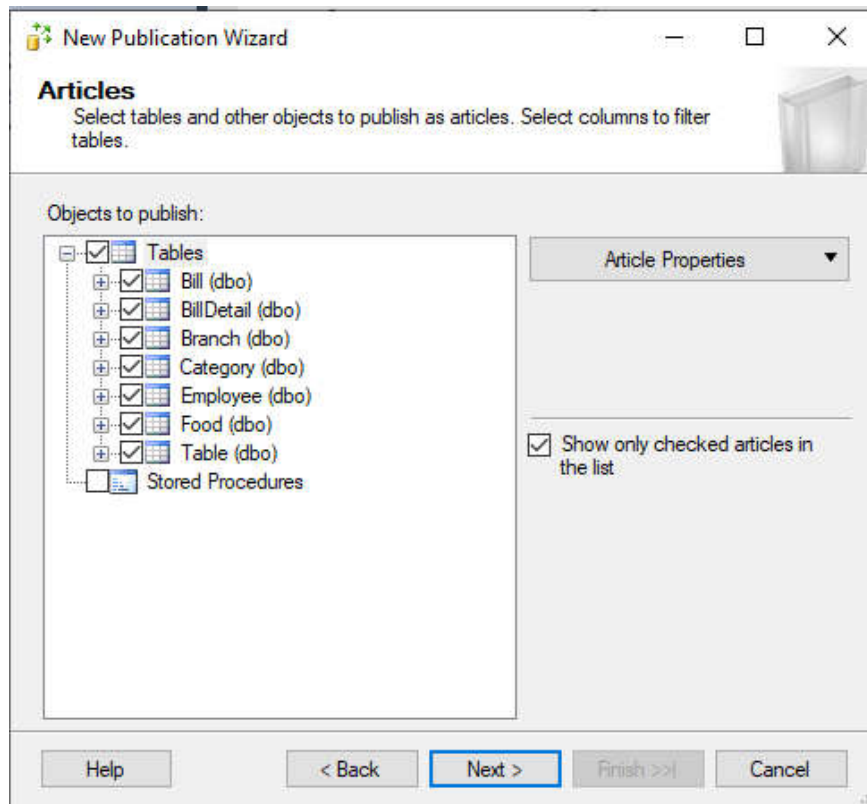 New Publication Wizard
Articles
Select tables and other objects to publish as articles. Select columns to filter
tables.
Objects to publish:
Tables
Bill (dbo)
BillDetail (dbo)
Branch (dbo)
Category (dbo)
Employee (dbo)
Food (dbo)
Table (dbo)
Stored Procedures
Article Properties
Show only checked articles in
the list
Help
< Back
Next >
Finish >>|
Cancel